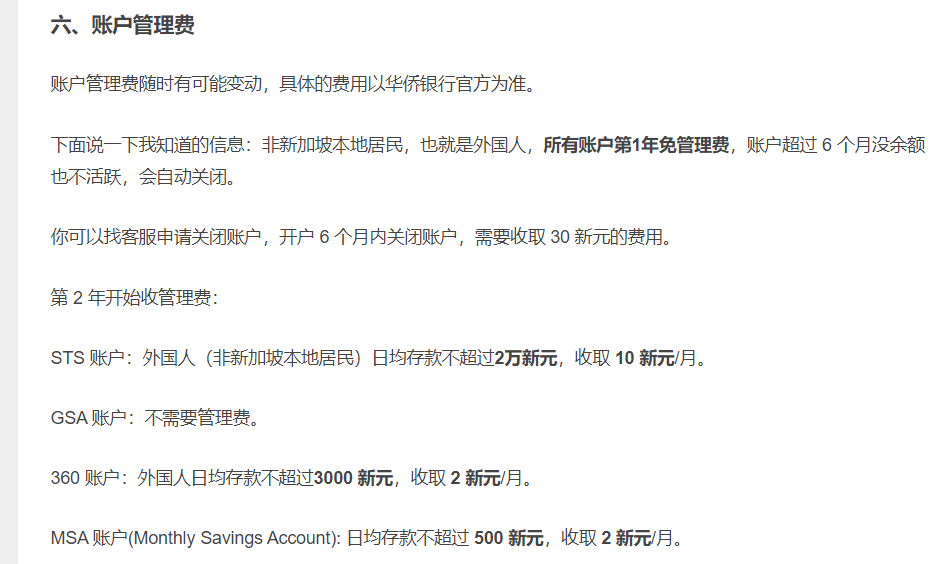 六、账户管理费
账户管理费随时有可能变动，具体的费用以华侨银行官方为准。
下面说一下我知道的信息：非新加坡本地居民，也就是外国人，所有账户第1年免管理费，账户超过 6 个月没余额
也不活跃，会自动关闭。
你可以找客服申请关闭账户，开户 6 个月内关闭账户，需要收取 30 新元的费用。
第 2 年开始收管理费：
STS 账户：外国人（非新加坡本地居民）日均存款不超过2万新元，收取 10 新元/月。
GSA 账户：不需要管理费。
360 账户：外国人日均存款不超过3000 新元，收取 2 新元/月。
MSA 账户(Monthly Savings Account): 日均存款不超过 500 新元，收取 2 新元/月。